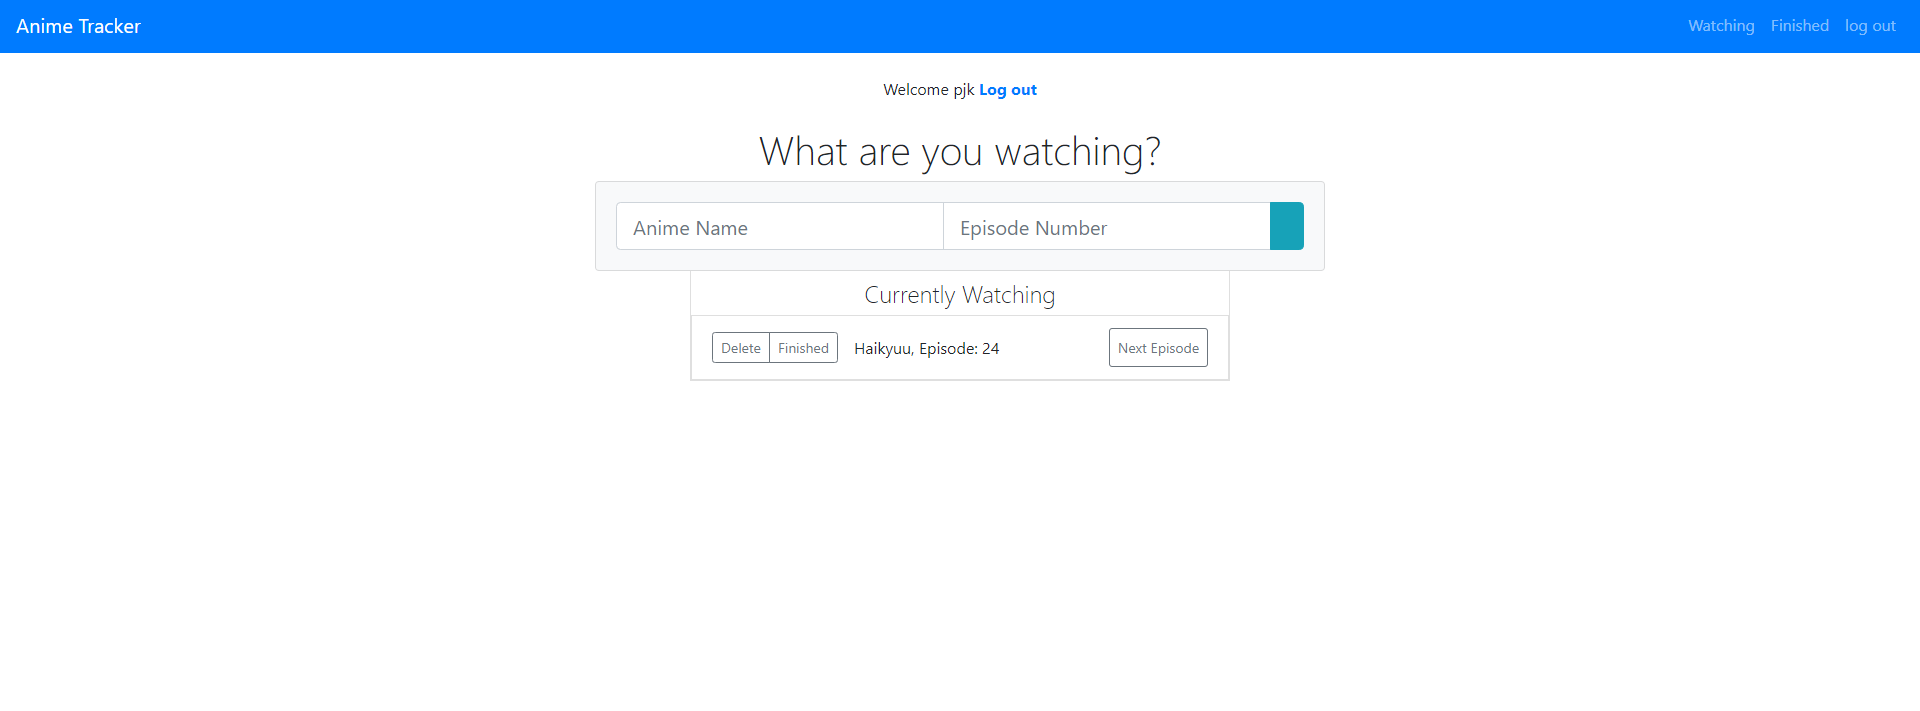 Anime Tracker Watching Finished log out
Welcome pjk Log out
What are you watching?
Anime Name Episode Number
Currently Watching
Delete Finished Haikyuu, Episode: 24 Next Episode